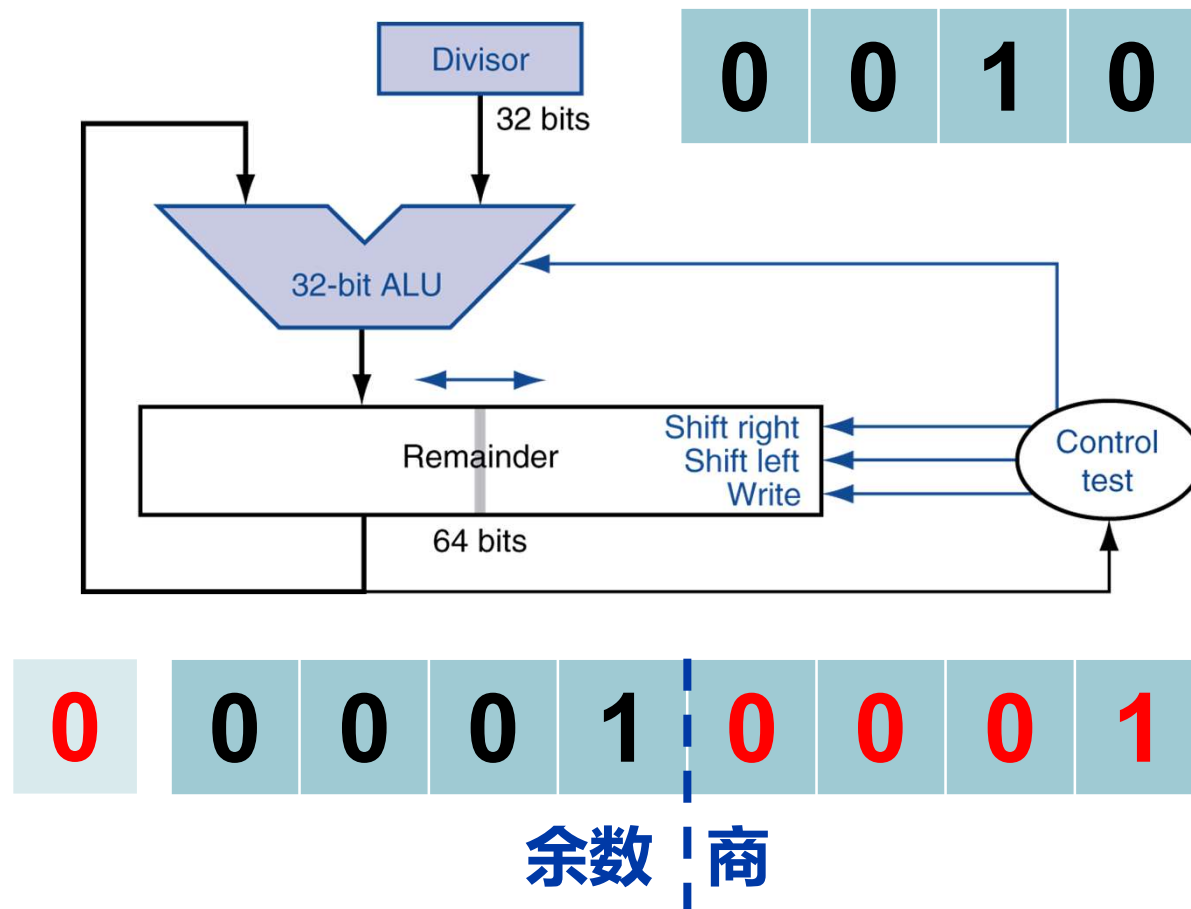 Divisor
0 0 1 0
32 bits
32-bit ALU
Remainder
Shift right
Shift left
Write
Control
test
64 bits
0 0 0 0 1 0 0 0 1
余数 商